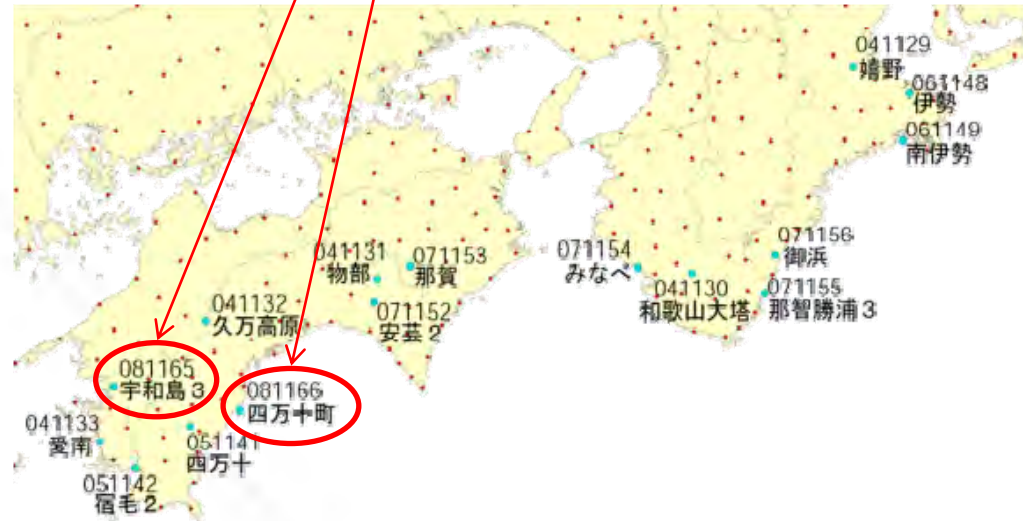 041129
嬉野
061148
伊勢
061149
南伊勢
071156
御浜
071154
みなべ
041130
和歌山大塔
071155
那智勝浦3
041131
物部
071153
那賀
071152
安芸2
041132
久万高原
081165
宇和島3
081166
四万十町
041133
愛南
051141
四万十
051142
宿毛2